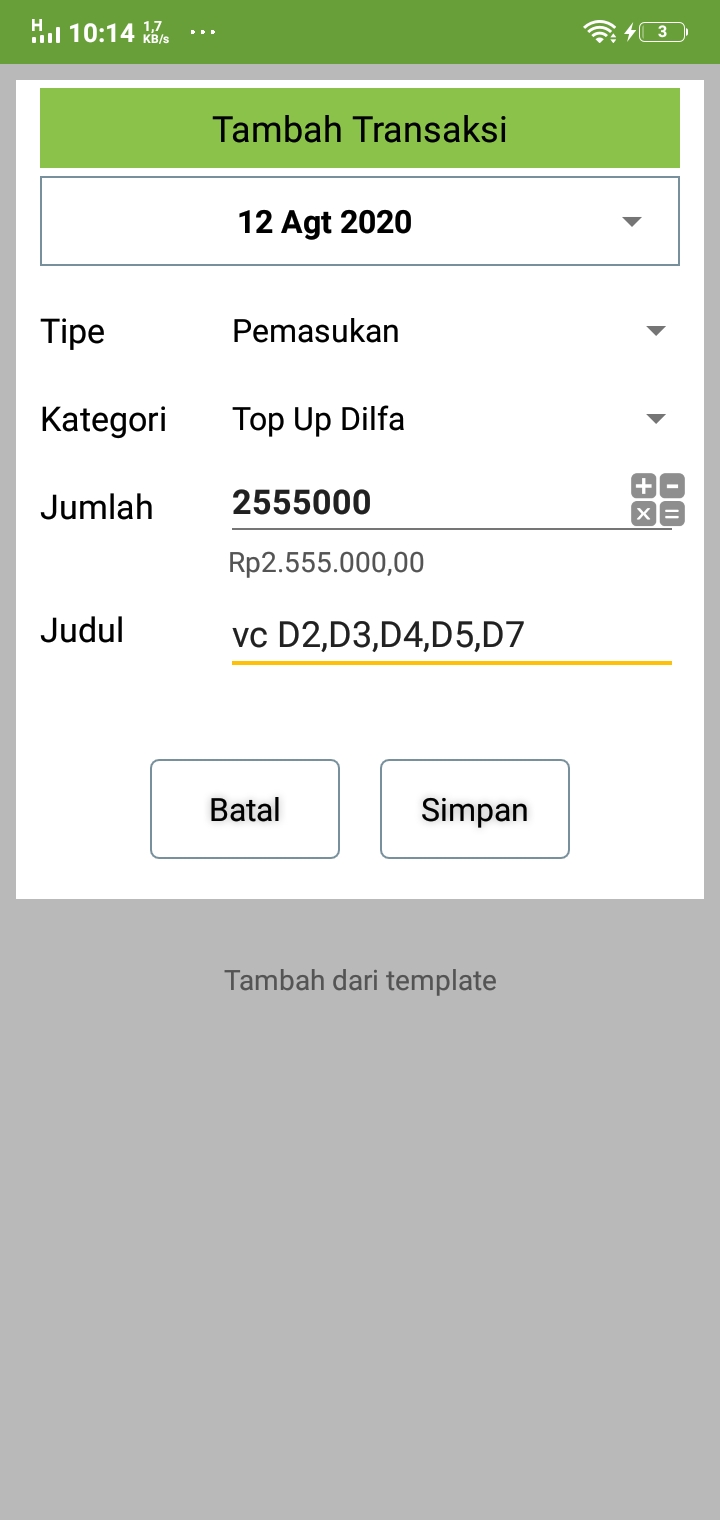 H 10:14 1,7 KB/s ... 3
Tambah Transaksi
12 Agt 2020
Tipe Pemasukan
Kategori Top Up Dilfa
Jumlah 2555000
Rp2.555.000,00
Judul vc D2,D3,D4,D5,D7
Batal Simpan
Tambah dari template